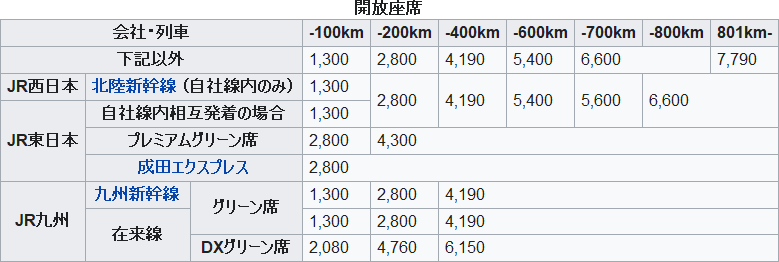 開放座席
会社・列車 -100km -200km -400km -600km -700km -800km 801km-
下記以外 1,300 2,800 4,190 5,400 6,600 7,790
JR西日本 北陸新幹線（自社線内のみ） 1,300 2,800 4,190 5,400 5,600 6,600
JR東日本 自社線内相互発着の場合 1,300
プレミアムグリーン席 2,800 4,300
成田エクスプレス 2,800
JR九州 九州新幹線 グリーン席 1,300 2,800 4,190
在来線 1,300 2,800 4,190
DXグリーン席 2,080 4,760 6,150